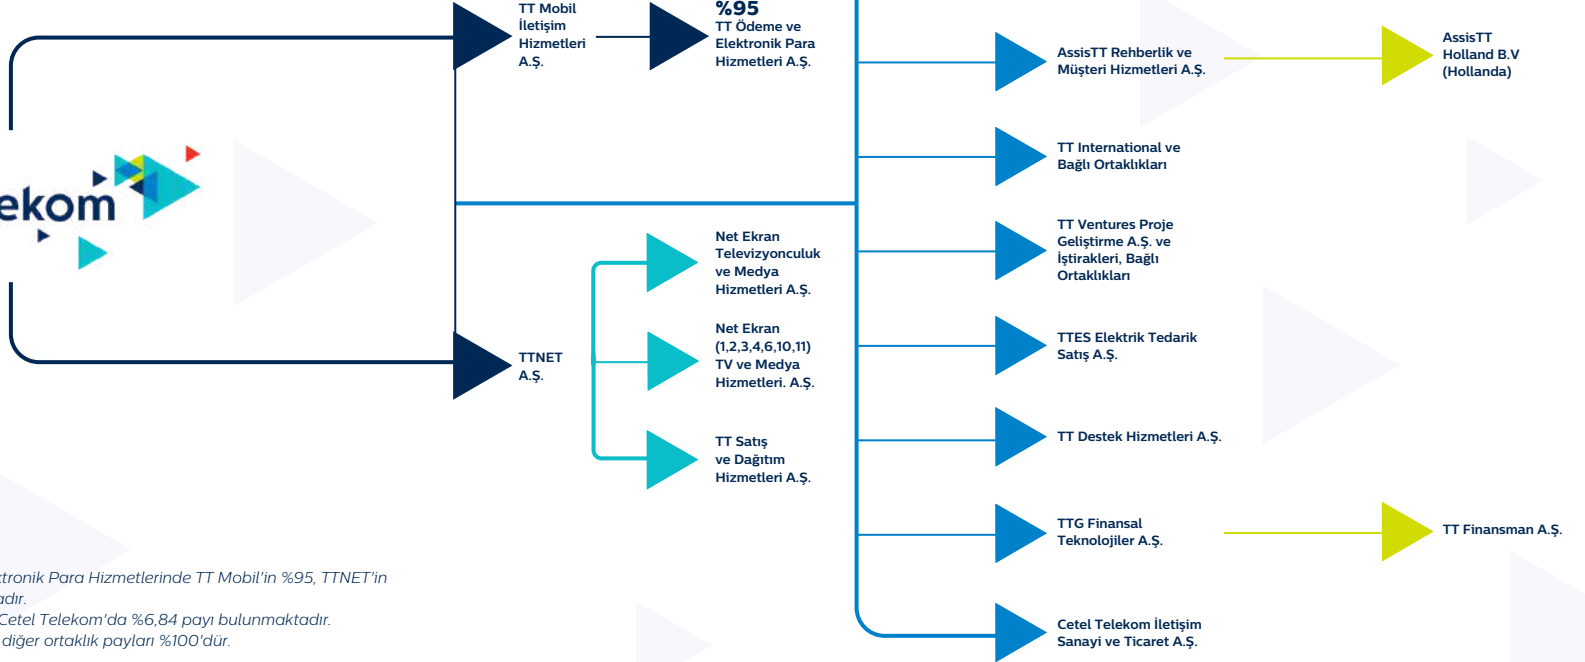 TT Mobil
İletişim
Hizmetleri
A.Ş.
%95
TT Ödeme ve
Elektronik Para
Hizmetleri A.Ş.
AssisTT Rehberlik ve
Müşteri Hizmetleri A.Ş.
AssisTT
Holland B.V
(Hollanda)
TT International ve
Bağlı Ortaklıkları
ekom
TT Ventures Proje
Geliştirme A.Ş. ve
İştirakleri, Bağlı
Ortaklıkları
Net Ekran
Televizyonculuk
ve Medya
Hizmetleri A.Ş.
Net Ekran
(1,2,3,4,6,10,11)
TV ve Medya
Hizmetleri. A.Ş.
TTNET
A.Ş.
TTES Elektrik Tedarik
Satış A.Ş.
TT Satış
ve Dağıtım
Hizmetleri A.Ş.
TT Destek Hizmetleri A.Ş.
TTG Finansal
Teknolojiler A.Ş.
TT Finansman A.Ş.
Cetel Telekom İletişim
Sanayi ve Ticaret A.Ş.
ktronik Para Hizmetlerinde TT Mobil'in %95, TTNET'in
adır.
Cetel Telekom'da %6,84 payı bulunmaktadır.
diğer ortaklık payları %100'dür.